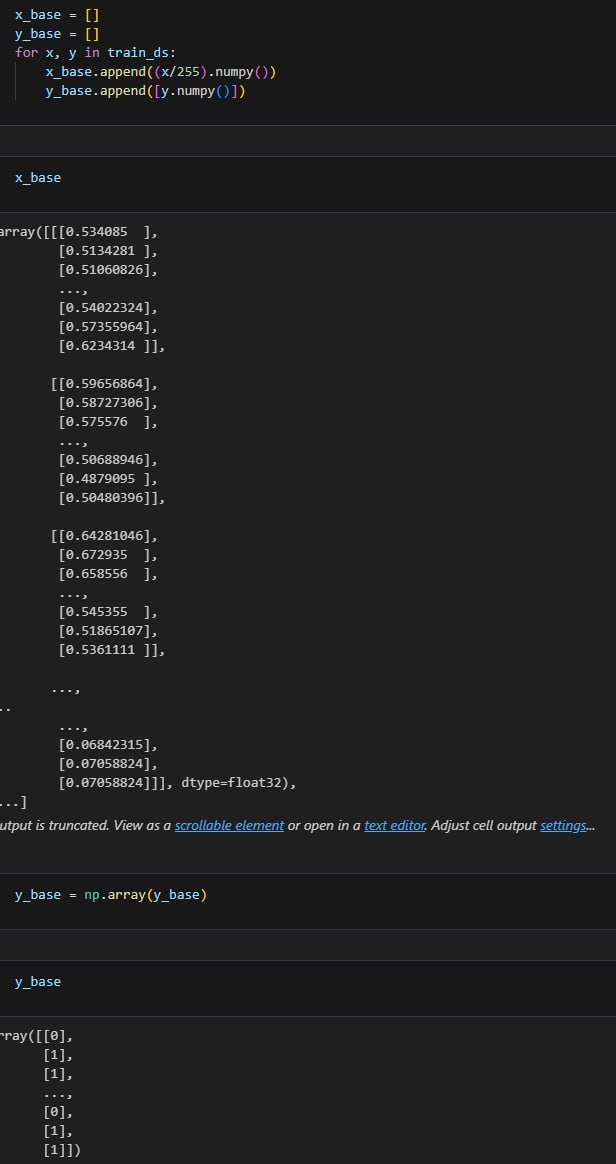 x_base = []
y_base = []
for x, y in train_ds:
    x_base.append((x/255).numpy())
    y_base.append([y.numpy()])
x_base
array([[[0.534085  ],
        [0.5134281 ],
        [0.51060826],
        ...,
        [0.54022324],
        [0.57355964],
        [0.6234314 ]],
       [[0.59656864],
        [0.58727306],
        [0.575576  ],
        ...,
        [0.50688946],
        [0.4879095 ],
        [0.50480396]],
       [[0.64281046],
        [0.672935  ],
        [0.658556  ],
        ...,
        [0.545355  ],
        [0.51865107],
        [0.5361111 ]],
       ...,
..
        ...,
        [0.06842315],
        [0.07058824],
        [0.07058824]]], dtype=float32),
...]
utput is truncated. View as a scrollable element or open in a text editor. Adjust cell output settings...
y_base = np.array(y_base)
y_base
rray([[0],
      [1],
      [1],
      ...,
      [0],
      [1],
      [1]])